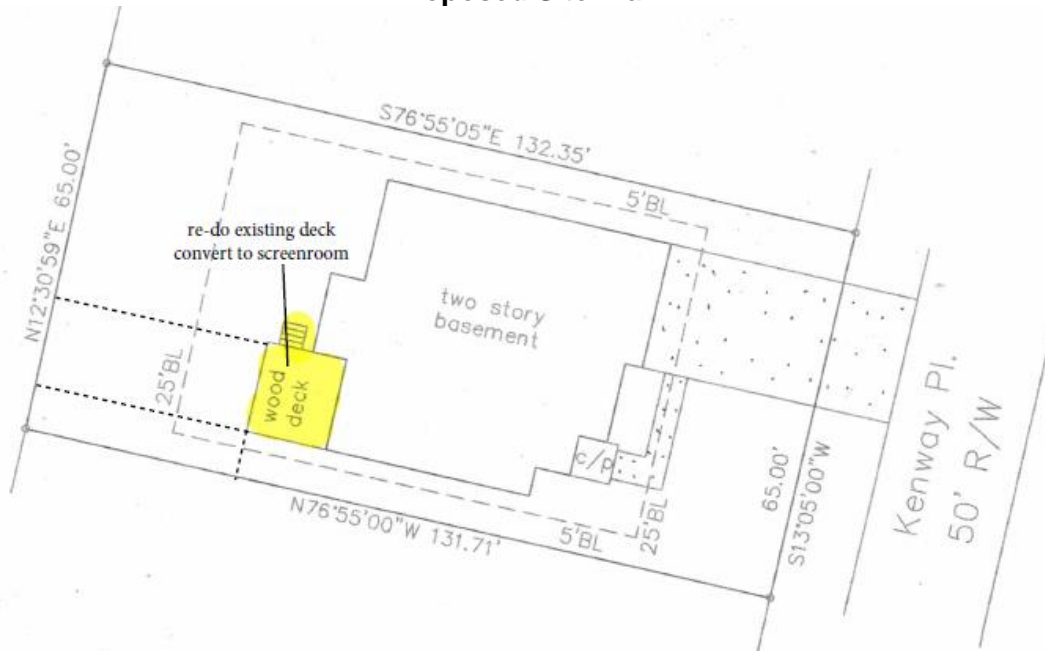 S76°55'05"E 132.35'
5'BL
N12°30'59"E 65.00'
re-do existing deck
convert to screenroom
two story
basement
25'BL
wood
deck
c/p
Kenway Pl.
50' R/W
65.00'
S13°05'00"W
25'BL
5'BL
N76°55'00"W 131.71'